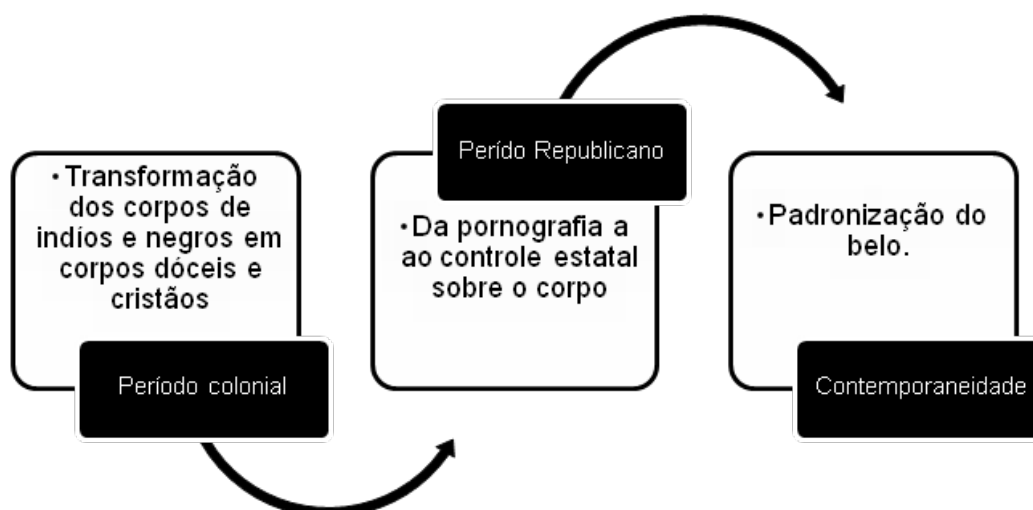 • Transformação
dos corpos de
indíos e negros em
corpos dóceis e
cristãos
Período colonial
Perído Republicano
• Da pornografia a
ao controle estatal
sobre o corpo
• Padronização do
belo.
Contemporaneidade